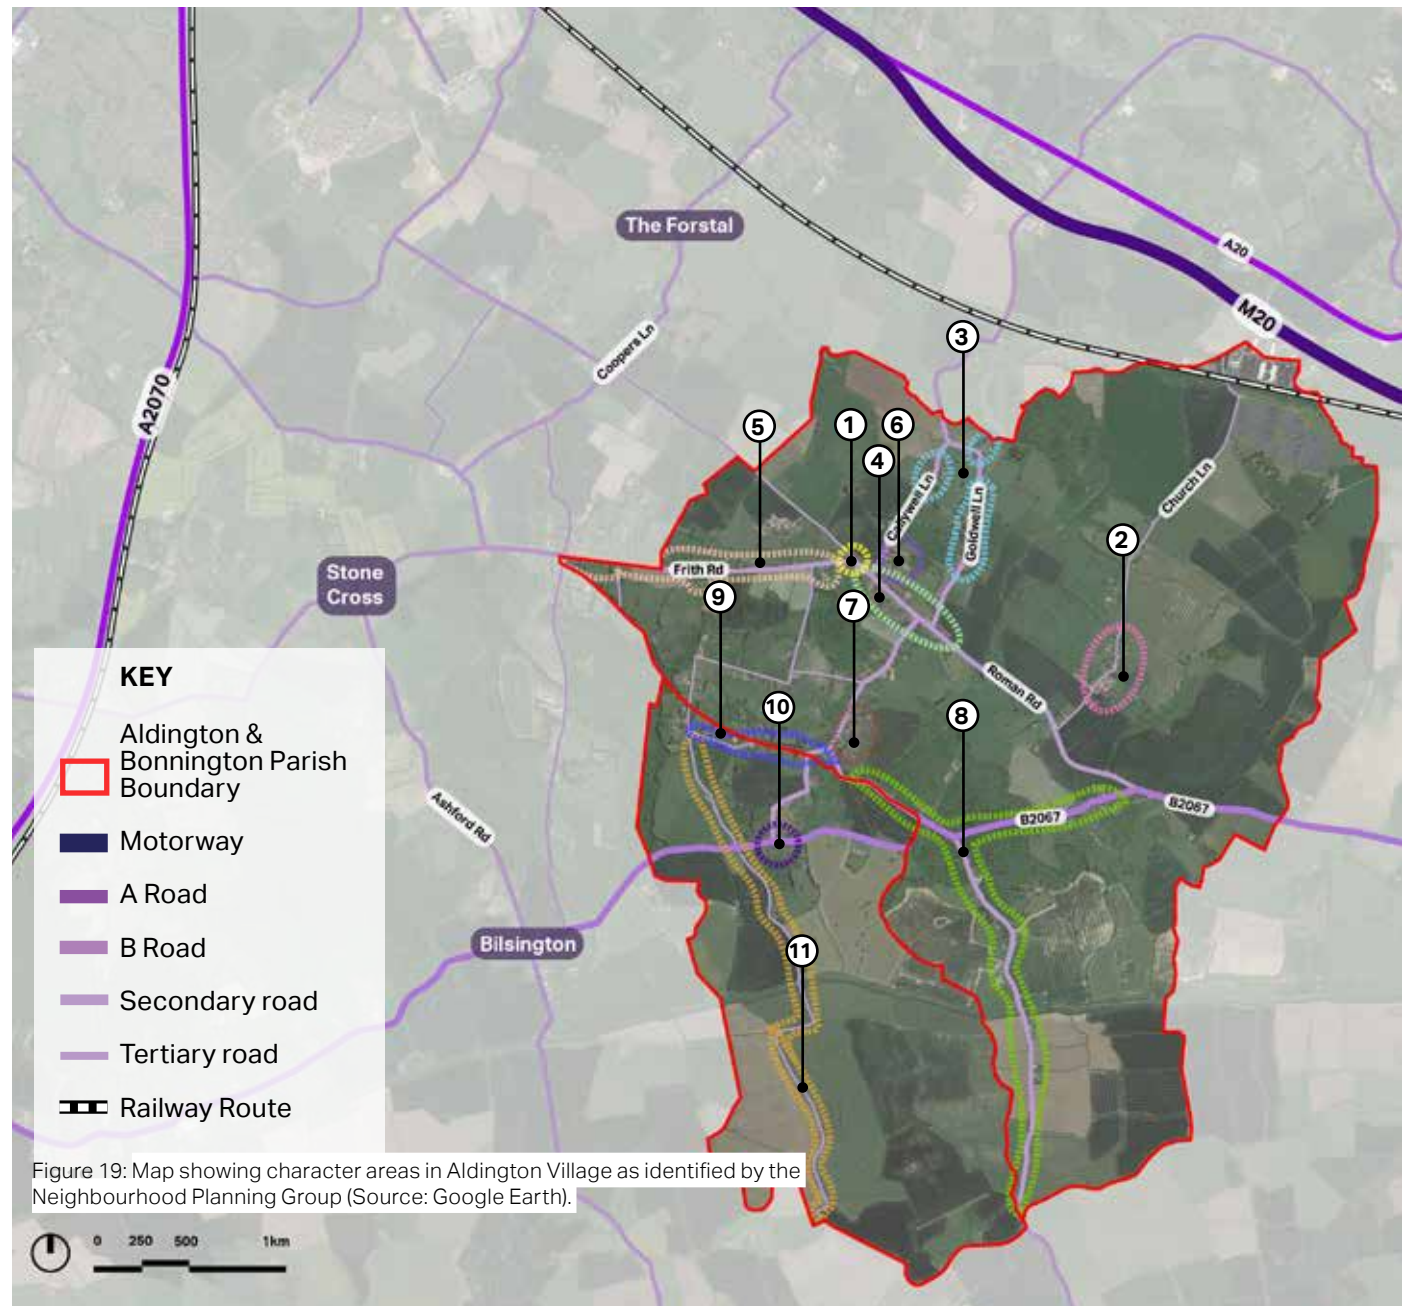 The Forstal
A20
M20
3
Coopers Ln
A2070
5
1
6
4
Calleywell Ln
Goldwell Ln
Church Ln
2
Stone
Cross
Frith Rd
9
7
Roman Rd
10
8
B2067
B2067
Ashford Rd
Bilsington
11
KEY
Aldington &
Bonnington Parish
Boundary
Motorway
A Road
B Road
Secondary road
Tertiary road
Railway Route
Figure 19: Map showing character areas in Aldington Village as identified by the
Neighbourhood Planning Group (Source: Google Earth).
0 250 500 1km